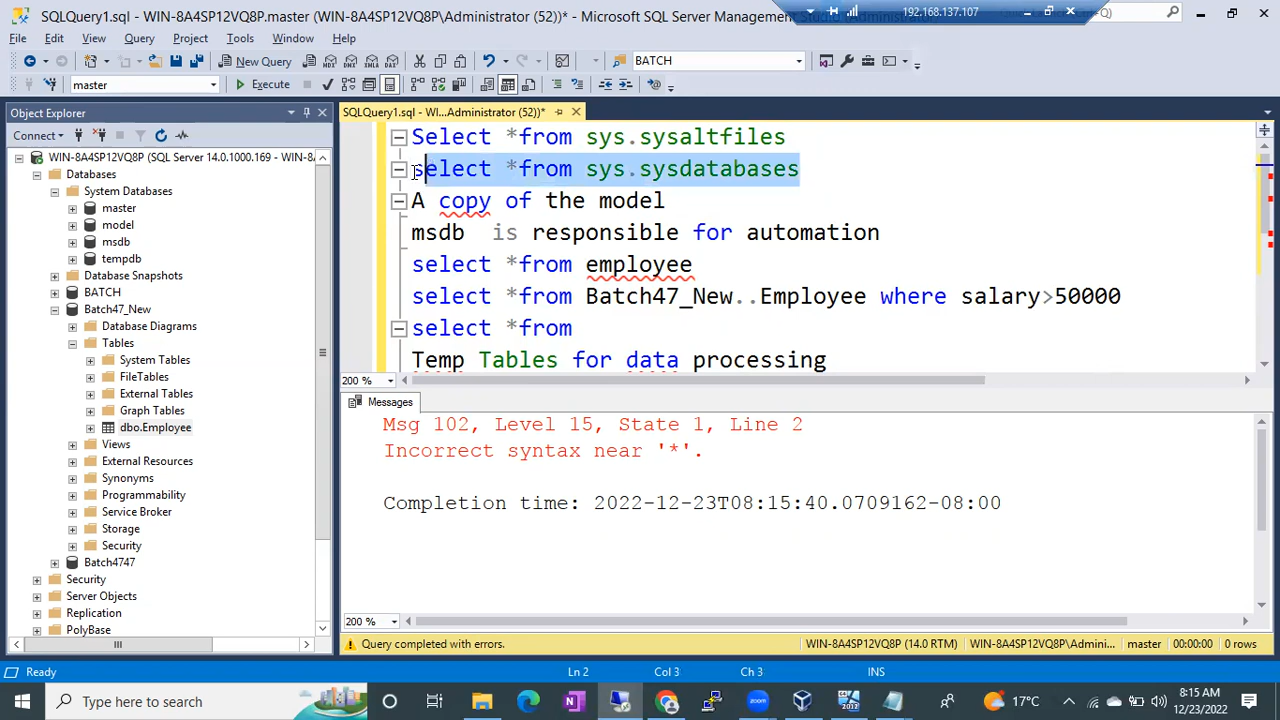 SQLQuery1.sql - WIN-8A4SP12VQ8P.master (WIN-8A4SP12VQ8P\Administrator (52))* - Microsoft SQL Server Management
192.168.137.107
File Edit View Query Project Tools Window Help
New Query
MDX DMX XMLA DAX
BATCH
master
Execute
Object Explorer
SQLQuery1.sql - WI...Administrator (52))*
Connect
WIN-8A4SP12VQ8P (SQL Server 14.0.1000.169 - WIN-8A
Databases
System Databases
master
model
msdb
tempdb
Database Snapshots
BATCH
Batch47_New
Database Diagrams
Tables
System Tables
FileTables
External Tables
Graph Tables
dbo.Employee
Views
External Resources
Synonyms
Programmability
Service Broker
Storage
Security
Batch4747
Security
Server Objects
Replication
PolyBase
Select *from sys.sysaltfiles
select *from sys.sysdatabases
A copy of the model
msdb is responsible for automation
select *from employee
select *from Batch47_New..Employee where salary>50000
select *from
Temp Tables for data processing
200 %
Messages
Msg 102, Level 15, State 1, Line 2
Incorrect syntax near '*'.
Completion time: 2022-12-23T08:15:40.0709162-08:00
200 %
Query completed with errors.
WIN-8A4SP12VQ8P (14.0 RTM)
WIN-8A4SP12VQ8P\Admini...
master
00:00:00
0 rows
Ready
Ln 2
Col 3
Ch 3
INS
Type here to search
17°C
8:15 AM
12/23/2022